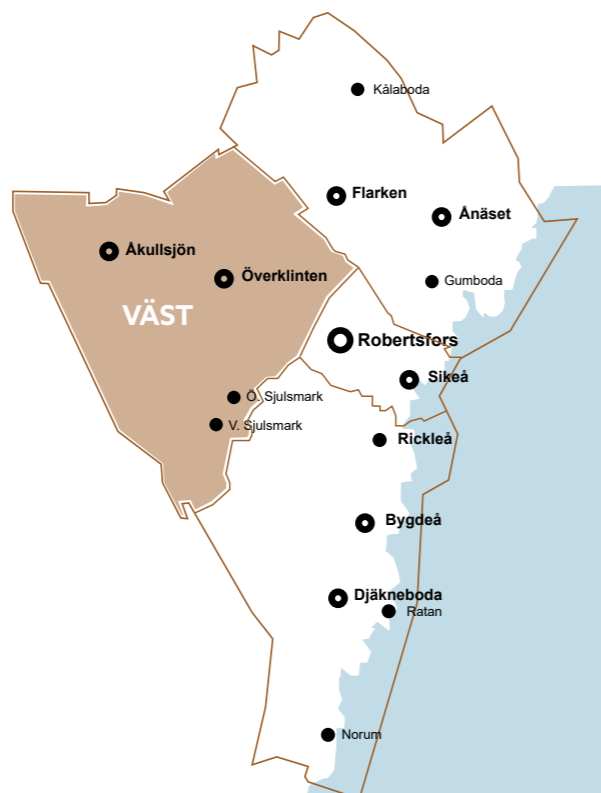 Kålaboda
Flarken
Ånäset
Åkullsjön
Överklinten
Gumboda
VÄST
Robertsfors
Sikeå
Ö. Sjulsmark
V. Sjulsmark
Rickleå
Bygdeå
Djäkneboda
Ratan
Norum